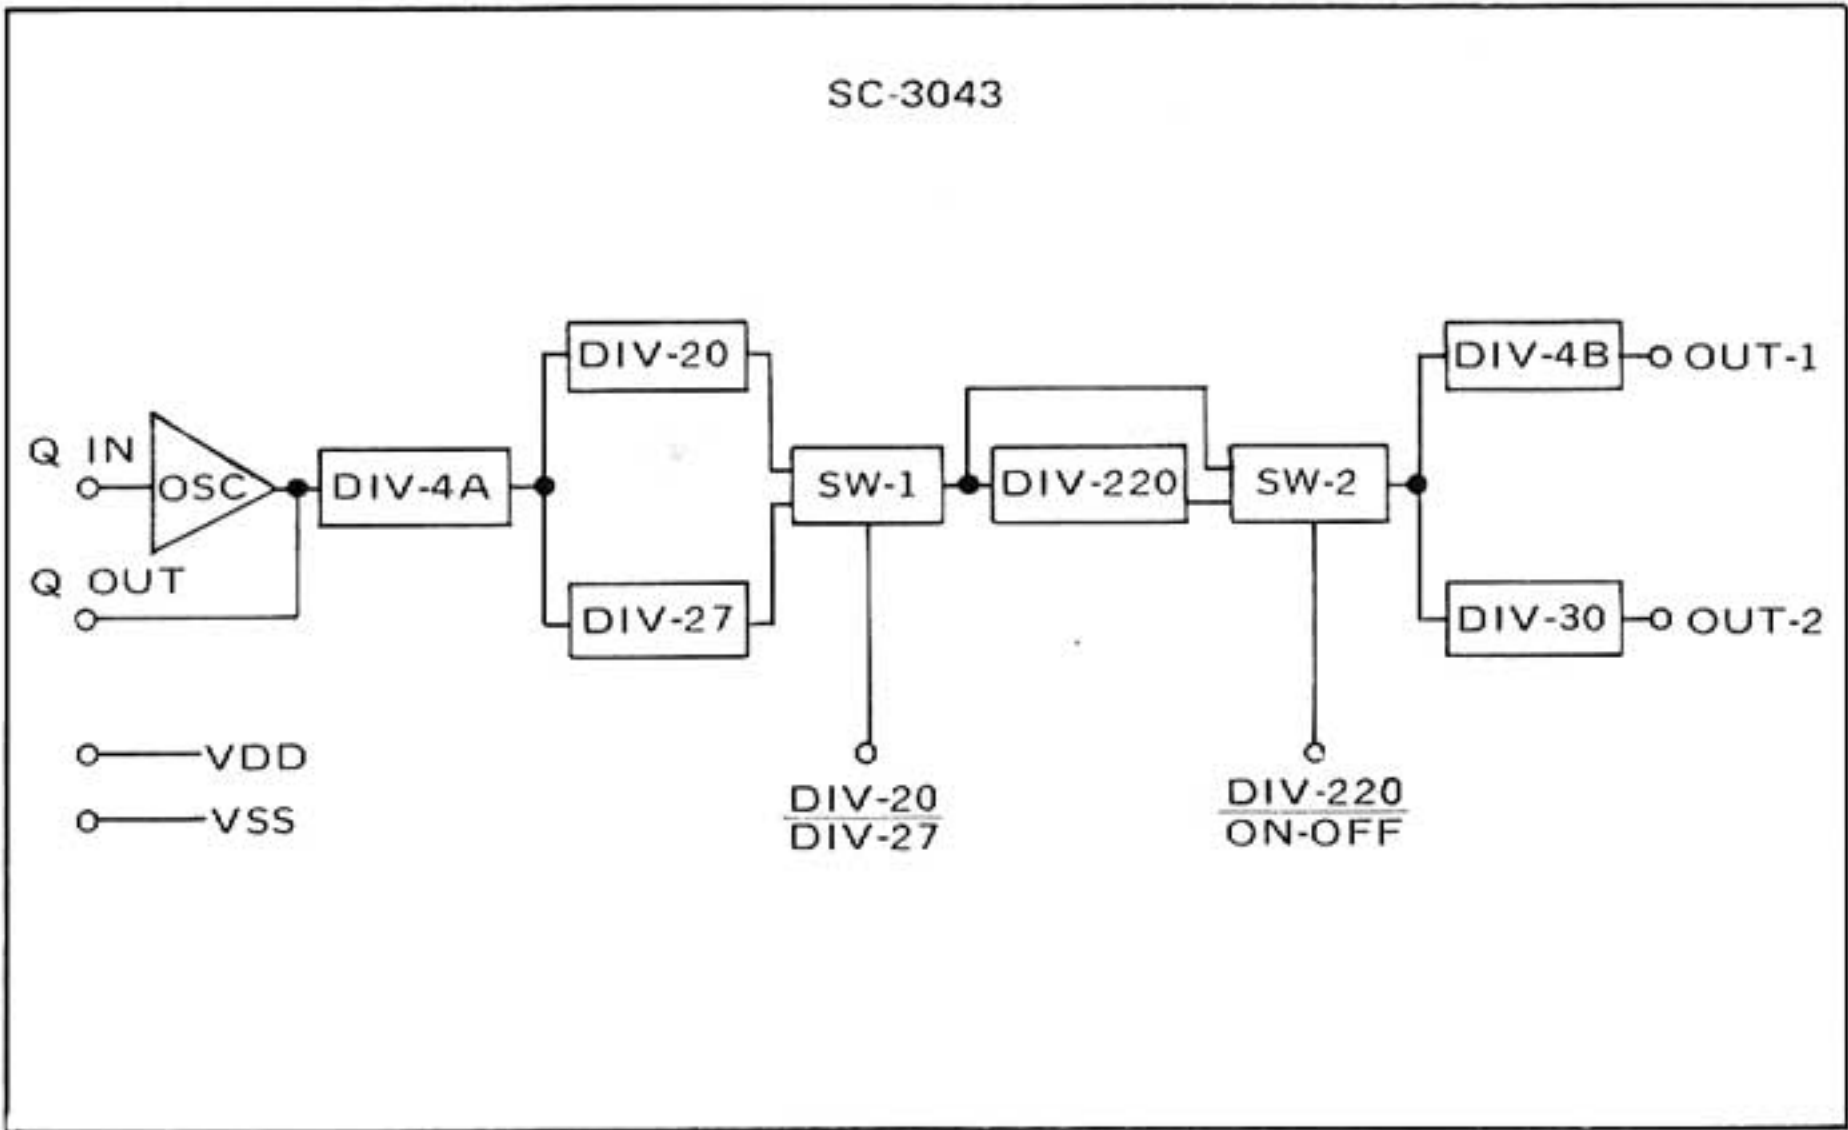 SC-3043
DIV-20
DIV-4B
OUT-1
Q IN
OSC
DIV-4A
SW-1
DIV-220
SW-2
Q OUT
DIV-27
DIV-30
OUT-2
VDD
VSS
DIV-20
DIV-27
DIV-220
ON-OFF